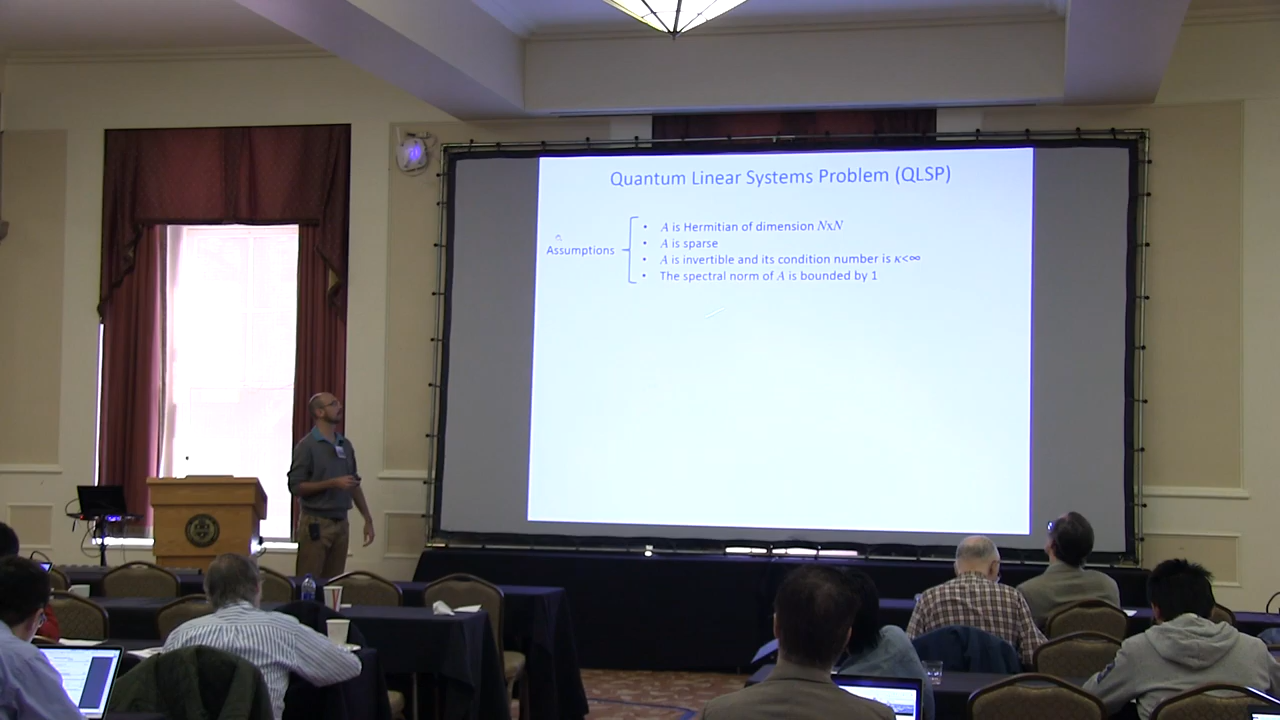 Quantum Linear Systems Problem (QLSP)
Assumptions
• A is Hermitian of dimension NxN
• A is sparse
• A is invertible and its condition number is κ<∞
• The spectral norm of A is bounded by 1